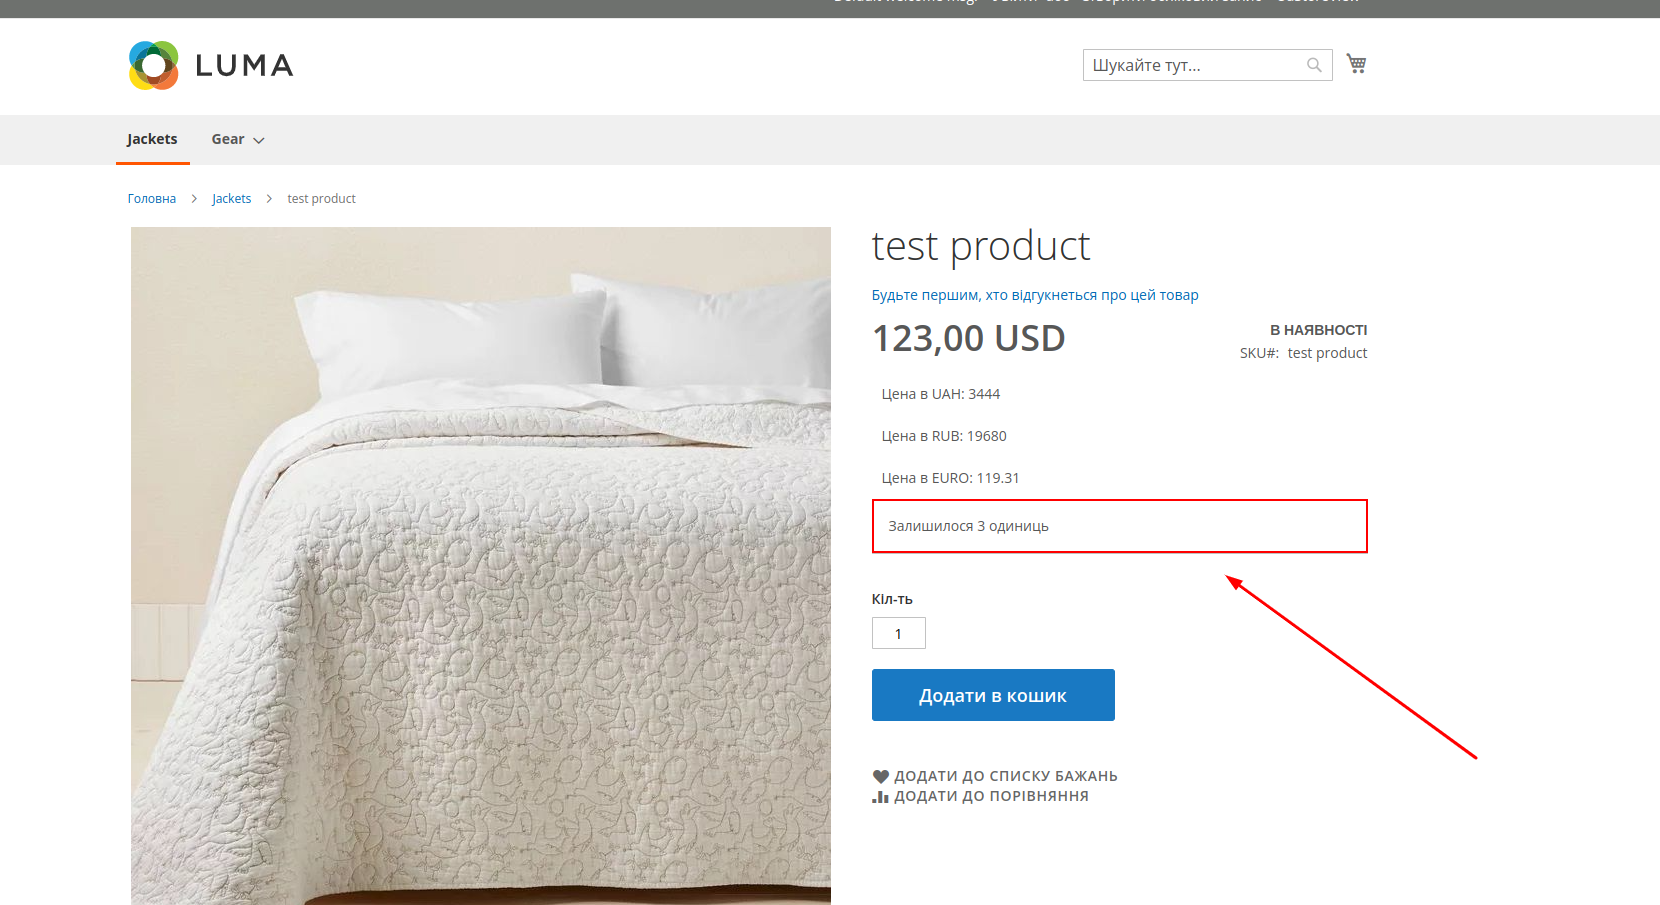 LUMA
Шукайте тут...
Jackets Gear
Головна Jackets test product
test product
Будьте першим, хто відгукнеться про цей товар
123,00 USD
В НАЯВНОСТІ
SKU#: test product
Цена в UAH: 3444
Цена в RUB: 19680
Цена в EURO: 119.31
Залишилося 3 одиниць
Кіл-ть
1
Додати в кошик
ДОДАТИ ДО СПИСКУ БАЖАНЬ
ДОДАТИ ДО ПОРІВНЯННЯ